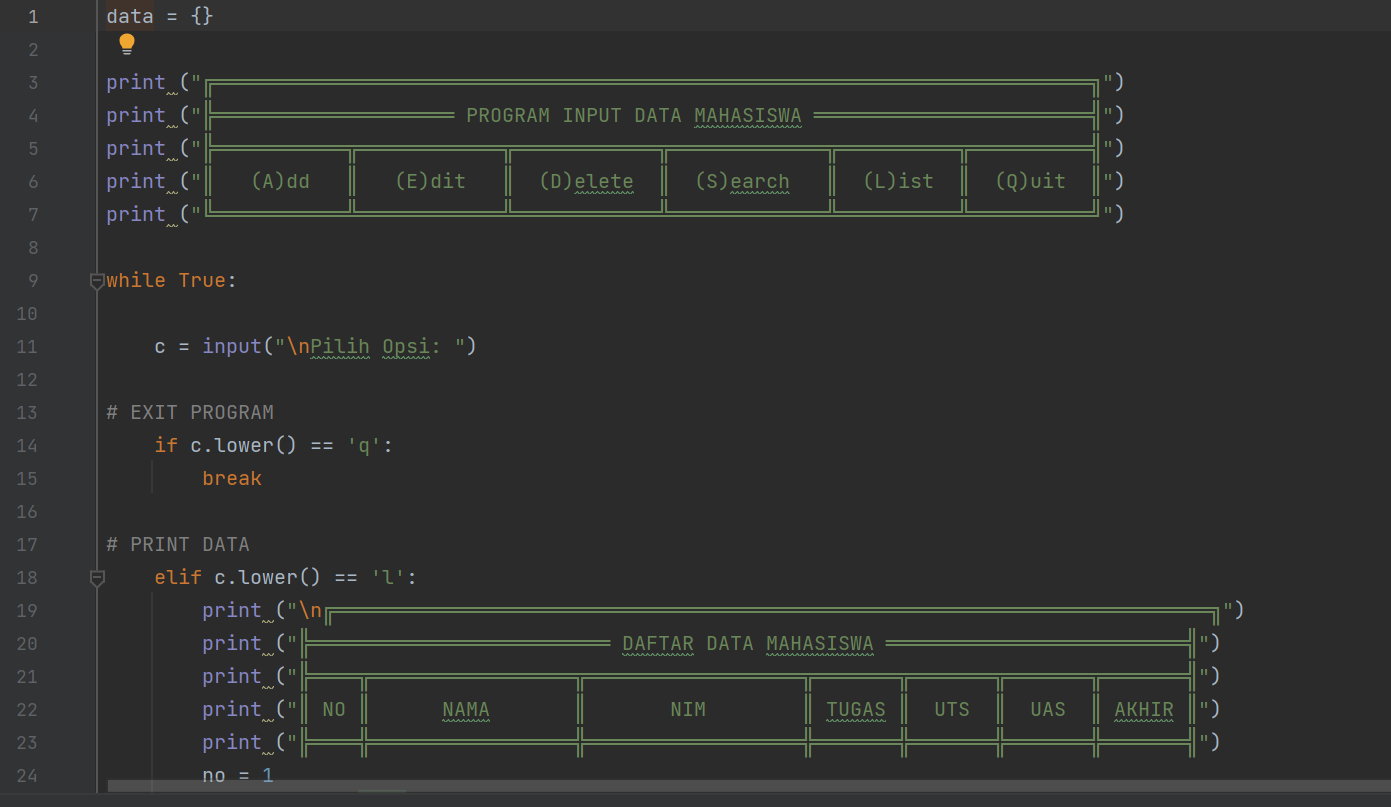 1 data = {}
2
3 print ("╔══════════════════════════════════════════════════════════════════════════╗")
4 print ("╠════════════════════ PROGRAM INPUT DATA MAHASISWA ═══════════════════════╣")
5 print ("╠═══════════╦════════════╦════════════╦═════════════╦══════════╦══════════╣")
6 print ("║   (A)dd   ║   (E)dit   ║  (D)elete  ║  (S)earch   ║  (L)ist  ║  (Q)uit  ║")
7 print ("╚═══════════╩════════════╩════════════╩═════════════╩══════════╩══════════╝")
8
9 while True:
10
11     c = input("\nPilih Opsi: ")
12
13 # EXIT PROGRAM
14     if c.lower() == 'q':
15         break
16
17 # PRINT DATA
18     elif c.lower() == 'l':
19         print ("\n╔═════════════════════════════════════════════════════════════════════════╗")
20         print ("╠═════════════════════════ DAFTAR DATA MAHASISWA ═════════════════════════╣")
21         print ("╠════╦═════════════════╦══════════════════╦═══════╦═══════╦═══════╦═══════╣")
22         print ("║ NO ║      NAMA       ║       NIM        ║ TUGAS ║  UTS  ║  UAS  ║ AKHIR ║")
23         print ("╠════╬═════════════════╬══════════════════╬═══════╬═══════╬═══════╬═══════╣")
24         no = 1